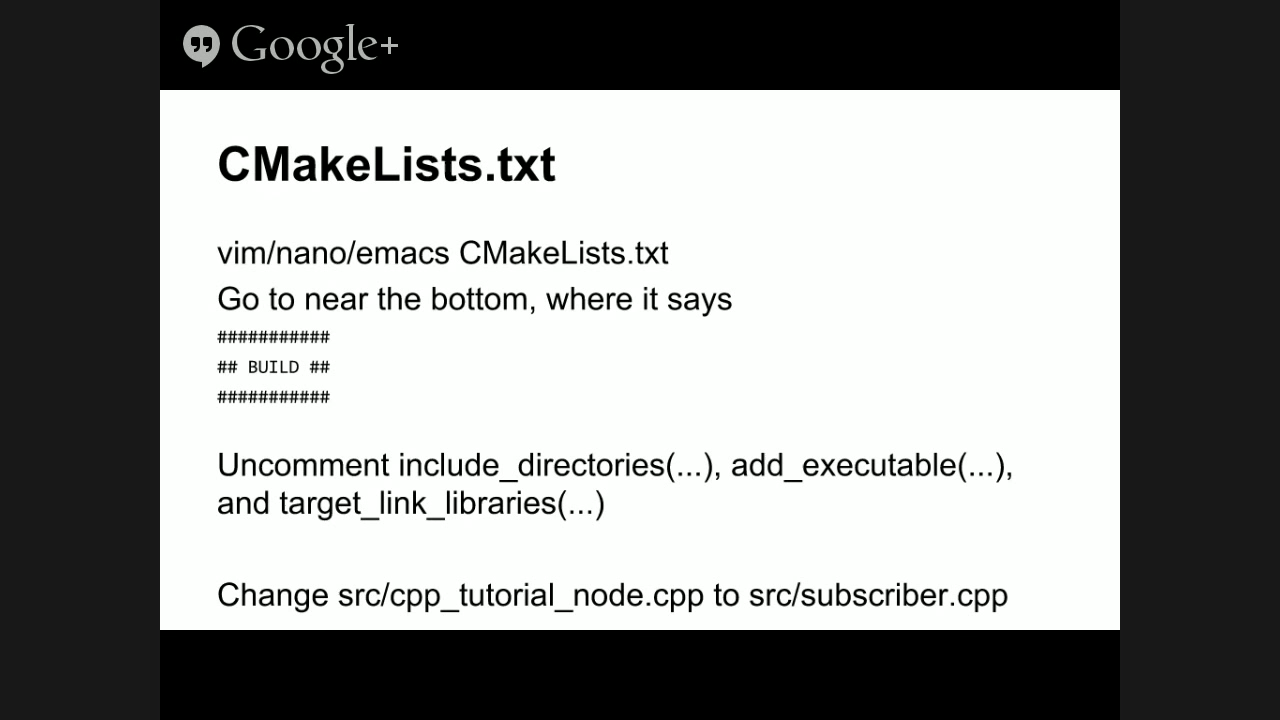 Google+
CMakeLists.txt
vim/nano/emacs CMakeLists.txt
Go to near the bottom, where it says
###########
## BUILD ##
###########
Uncomment include_directories(...), add_executable(...),
and target_link_libraries(...)
Change src/cpp_tutorial_node.cpp to src/subscriber.cpp